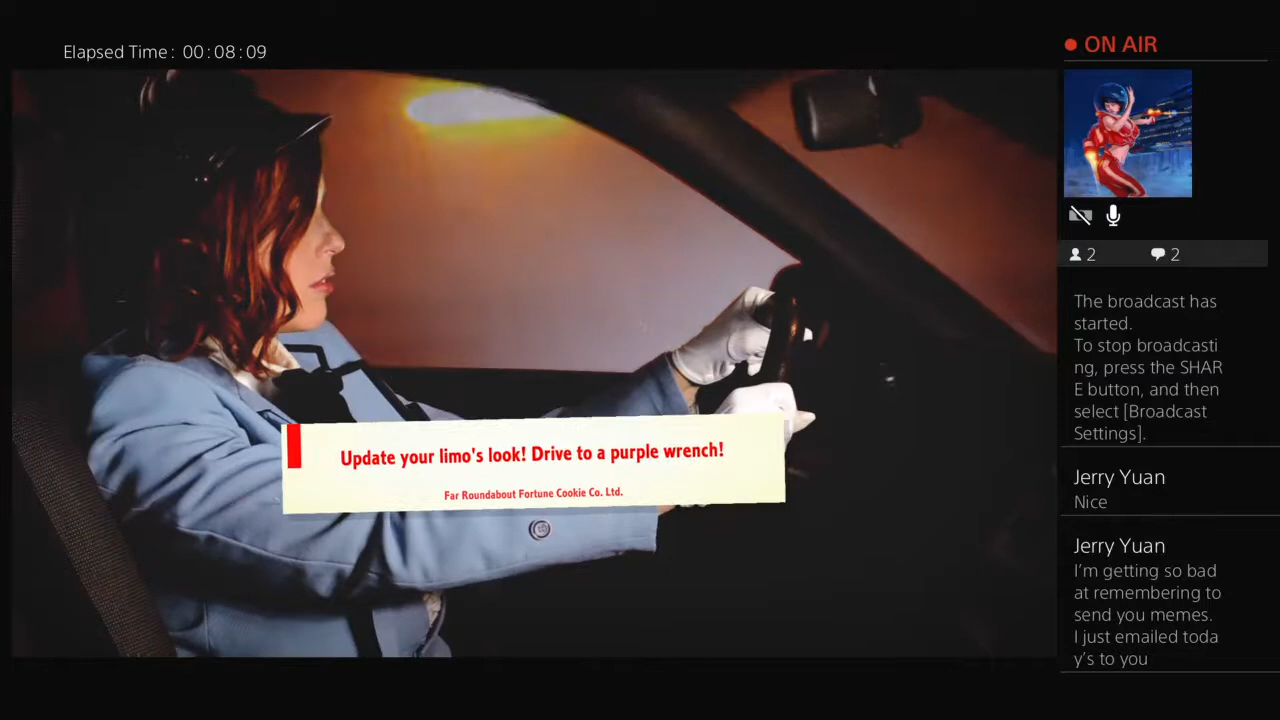 Elapsed Time: 00:08:09
ON AIR
2
2
The broadcast has
started.
To stop broadcasti
ng, press the SHAR
E button, and then
select [Broadcast
Settings].
Jerry Yuan
Nice
Jerry Yuan
I'm getting so bad
at remembering to
send you memes.
I just emailed toda
y's to you
Update your limo's look! Drive to a purple wrench!
Far Roundabout Fortune Cookie Co. Ltd.